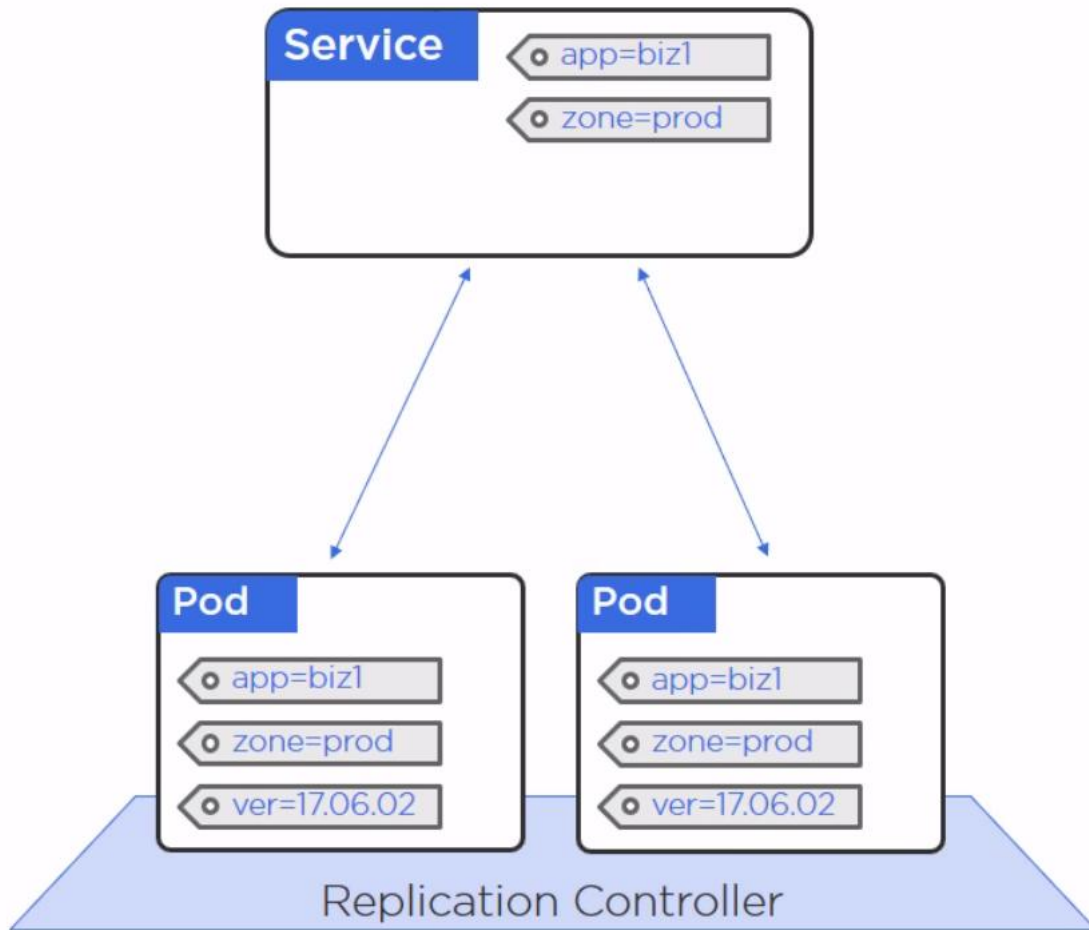 Service
app=biz1
zone=prod
Pod
app=biz1
zone=prod
ver=17.06.02
Pod
app=biz1
zone=prod
ver=17.06.02
Replication Controller